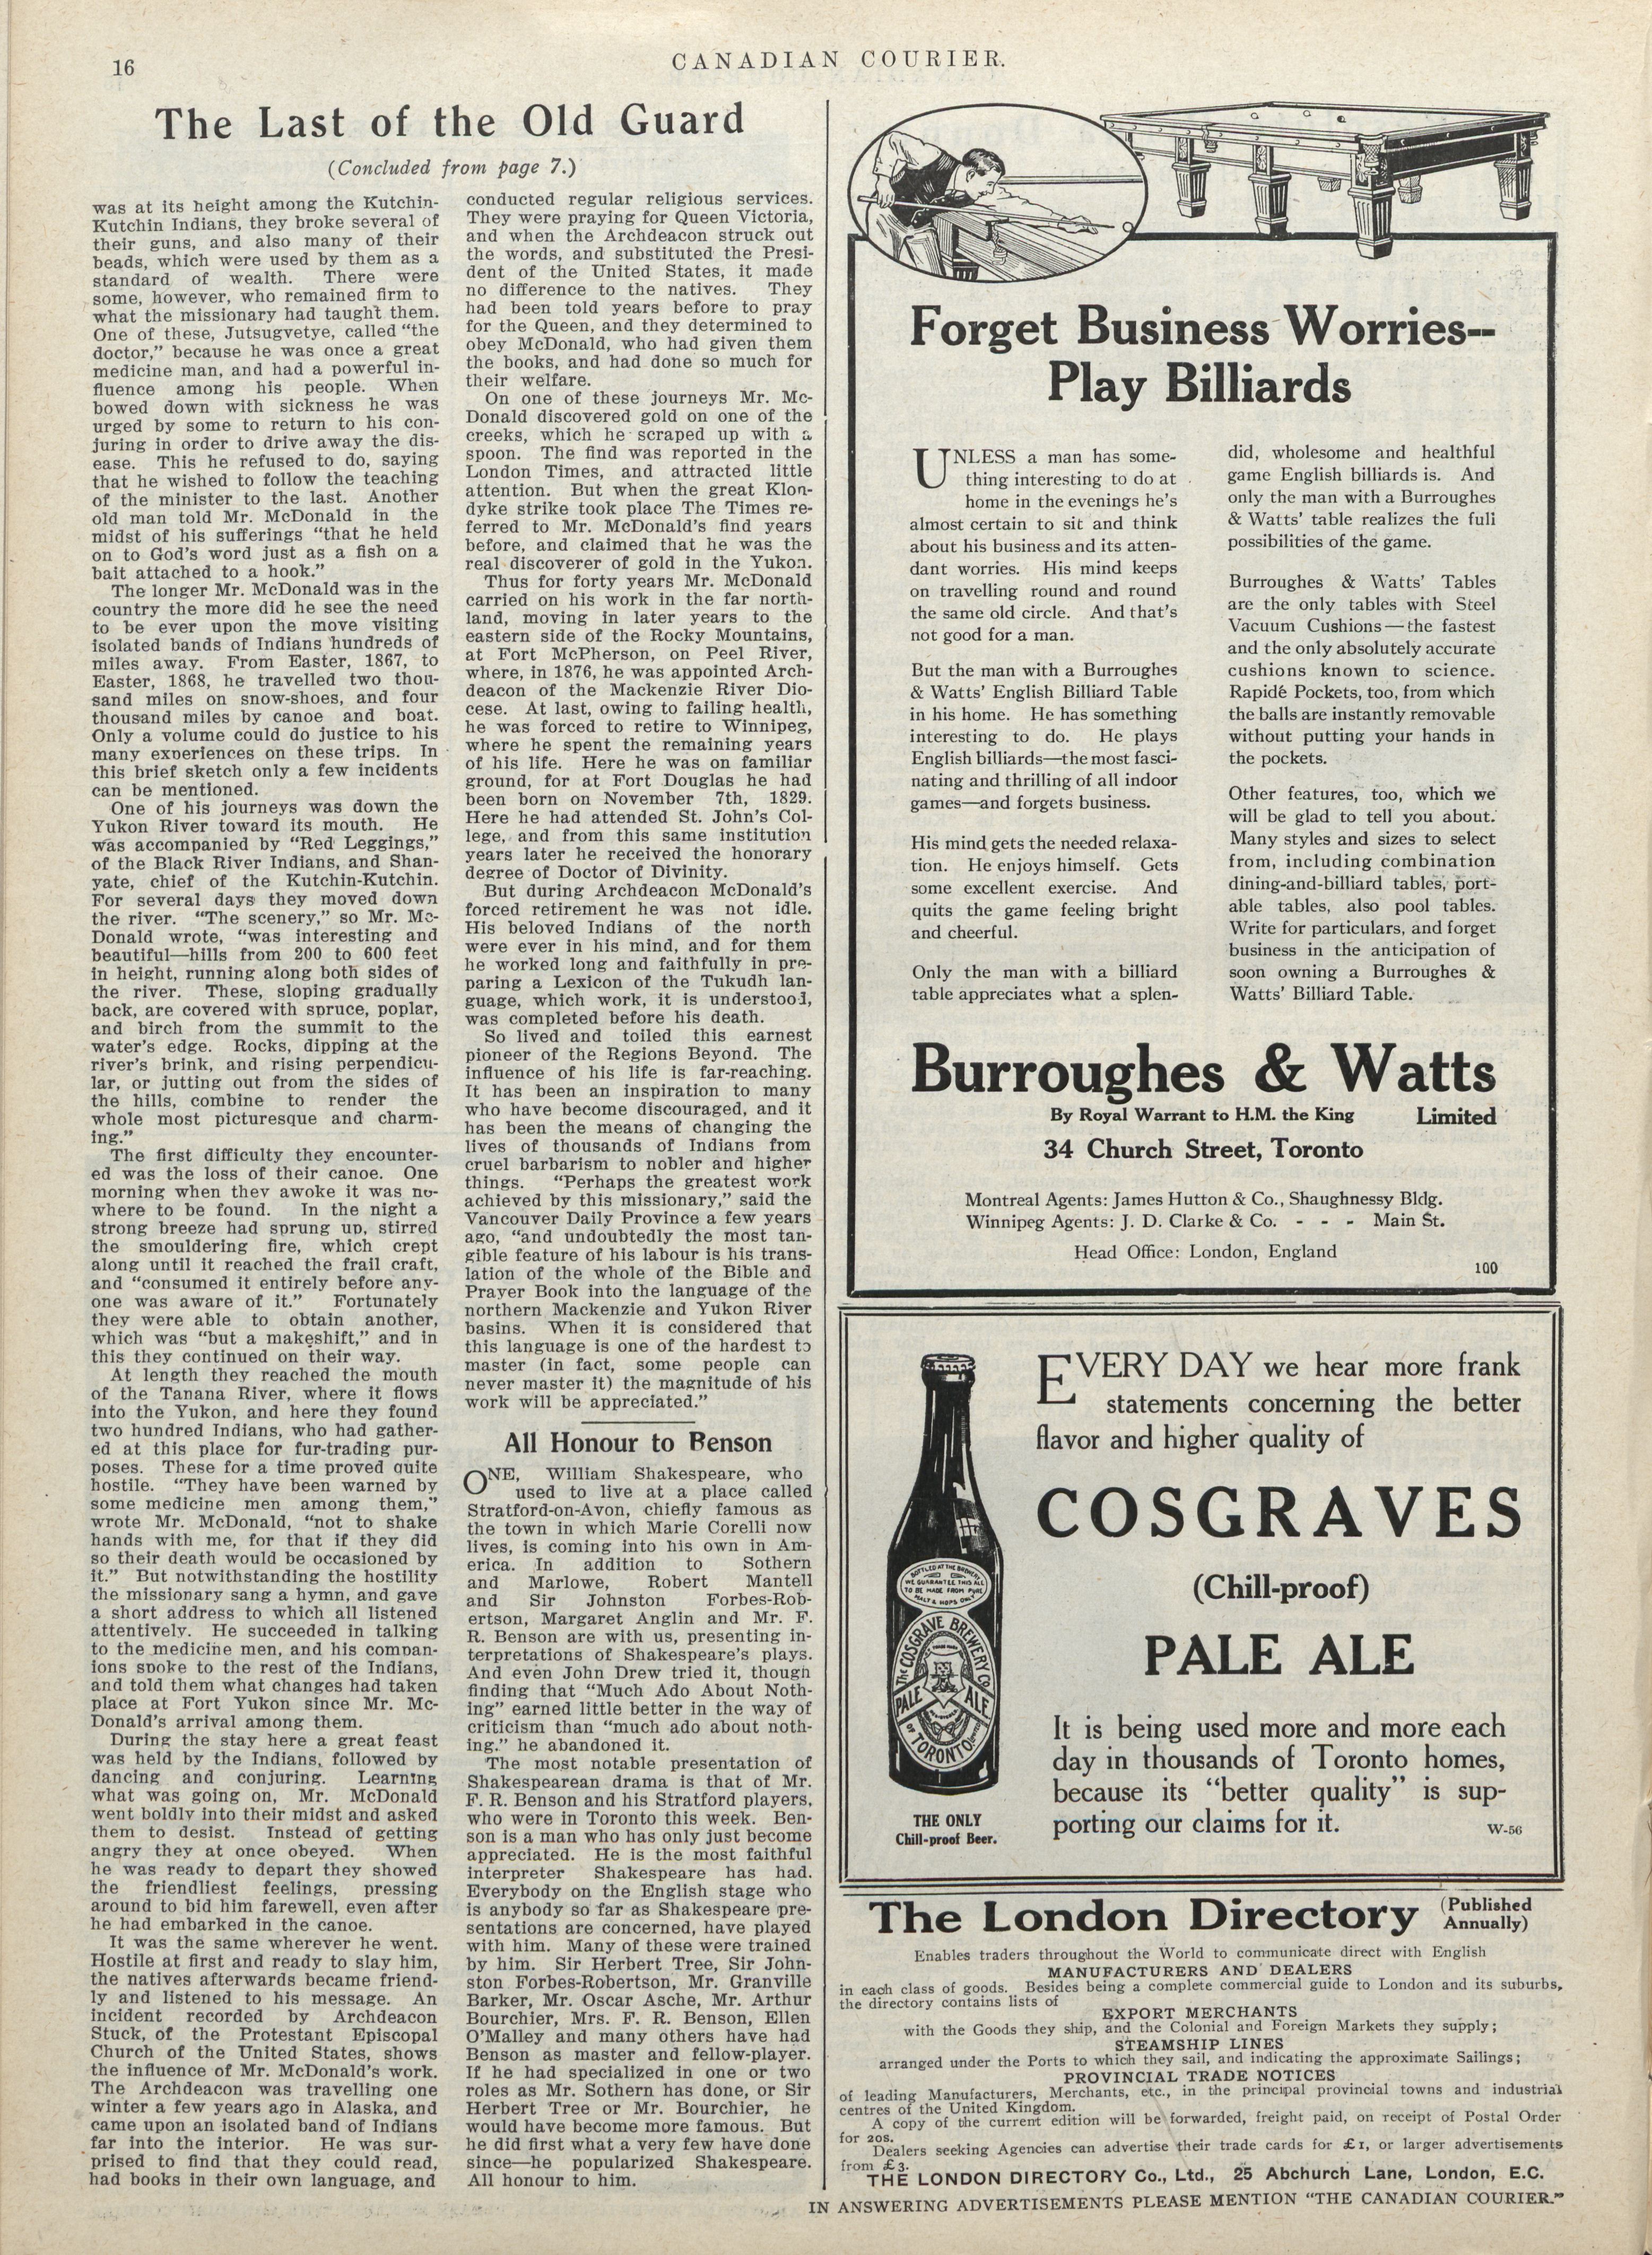 16
CANADIAN COURIER.
The Last of the Old Guard
(Concluded from page 7.)
was at its height among the Kutchin-
Kutchin Indians, they broke several of
their guns, and also many of their
beads, which were used by them as a
standard of wealth. There were
some, however, who remained firm to
what the missionary had taught them.
One of these, Jutsugvetye, called "the
doctor," because he was once a great
medicine man, and had a powerful in-
fluence among his people. When
bowed down with sickness he was
urged by some to return to his con-
juring in order to drive away the dis-
ease. This he refused to do, saying
that he wished to follow the teaching
of the minister to the last. Another
old man told Mr. McDonald in the
midst of his sufferings "that he held
on to God's word just as a fish on a
bait attached to a hook."
The longer Mr. McDonald was in the
country the more did he see the need
to be ever upon the move visiting
isolated bands of Indians hundreds of
miles away. From Easter, 1867, to
Easter, 1868, he travelled two thou-
sand miles on snow-shoes, and four
thousand miles by canoe and boat.
Only a volume could do justice to his
many experiences on these trips. In
this brief sketch only a few incidents
can be mentioned.
One of his journeys was down the
Yukon River toward its mouth. He
was accompanied by "Red Leggings,"
of the Black River Indians, and Shan-
yate, chief of the Kutchin-Kutchin.
For several days they moved down
the river. "The scenery," so Mr. Mc-
Donald wrote, "was interesting and
beautiful—hills from 200 to 600 feet
in height, running along both sides of
the river. These, sloping gradually
back, are covered with spruce, poplar,
and birch from the summit to the
water's edge. Rocks, dipping at the
river's brink, and rising perpendicu-
lar, or jutting out from the sides of
the hills, combine to render the
whole most picturesque and charm-
ing."
The first difficulty they encounter-
ed was the loss of their canoe. One
morning when they awoke it was no-
where to be found. In the night a
strong breeze had sprung up, stirred
the smouldering fire, which crept
along until it reached the frail craft,
and "consumed it entirely before any-
one was aware of it." Fortunately
they were able to obtain another,
which was "but a makeshift," and in
this they continued on their way.
At length they reached the mouth
of the Tanana River, where it flows
into the Yukon, and here they found
two hundred Indians, who had gather-
ed at this place for fur-trading pur-
poses. These for a time proved quite
hostile. "They have been warned by
some medicine men among them,"
wrote Mr. McDonald, "not to shake
hands with me, for that if they did
so their death would be occasioned by
it." But notwithstanding the hostility
the missionary sang a hymn, and gave
a short address to which all listened
attentively. He succeeded in talking
to the medicine men, and his compan-
ions spoke to the rest of the Indians,
and told them what changes had taken
place at Fort Yukon since Mr. Mc-
Donald's arrival among them.
During the stay here a great feast
was held by the Indians, followed by
dancing and conjuring. Learning
what was going on, Mr. McDonald
went boldly into their midst and asked
them to desist. Instead of getting
angry they at once obeyed. When
he was ready to depart they showed
the friendliest feelings, pressing
around to bid him farewell, even after
he had embarked in the canoe.
It was the same wherever he went.
Hostile at first and ready to slay him,
the natives afterwards became friend-
ly and listened to his message. An
incident recorded by Archdeacon
Stuck, of the Protestant Episcopal
Church of the United States, shows
the influence of Mr. McDonald's work.
The Archdeacon was travelling one
winter a few years ago in Alaska, and
came upon an isolated band of Indians
far into the interior. He was sur-
prised to find that they could read,
had books in their own language, and
conducted regular religious services.
They were praying for Queen Victoria,
and when the Archdeacon struck out
the words, and substituted the Presi-
dent of the United States, it made
no difference to the natives. They
had been told years before to pray
for the Queen, and they determined to
obey McDonald, who had given them
the books, and had done so much for
their welfare.
On one of these journeys Mr. Mc-
Donald discovered gold on one of the
creeks, which he scraped up with a
spoon. The find was reported in the
London Times, and attracted little
attention. But when the great Klon-
dyke strike took place The Times re-
ferred to Mr. McDonald's find years
before, and claimed that he was the
real discoverer of gold in the Yukon.
Thus for forty years Mr. McDonald
carried on his work in the far north-
land, moving in later years to the
eastern side of the Rocky Mountains,
at Fort McPherson, on Peel River,
where, in 1876, he was appointed Arch-
deacon of the Mackenzie River Dio-
cese. At last, owing to failing health,
he was forced to retire to Winnipeg,
where he spent the remaining years
of his life. Here he was on familiar
ground, for at Fort Douglas he had
been born on November 7th, 1829.
Here he had attended St. John's Col-
lege, and from this same institution
years later he received the honorary
degree of Doctor of Divinity.
But during Archdeacon McDonald's
forced retirement he was not idle.
His beloved Indians of the north
were ever in his mind, and for them
he worked long and faithfully in pre-
paring a Lexicon of the Tukudh lan-
guage, which work, it is understood,
was completed before his death.
So lived and toiled this earnest
pioneer of the Regions Beyond. The
influence of his life is far-reaching.
It has been an inspiration to many
who have become discouraged, and it
has been the means of changing the
lives of thousands of Indians from
cruel barbarism to nobler and higher
things. "Perhaps the greatest work
achieved by this missionary," said the
Vancouver Daily Province a few years
ago, "and undoubtedly the most tan-
gible feature of his labour is his trans-
lation of the whole of the Bible and
Prayer Book into the language of the
northern Mackenzie and Yukon River
basins. When it is considered that
this language is one of the hardest to
master (in fact, some people can
never master it) the magnitude of his
work will be appreciated."
All Honour to Benson
ONE, William Shakespeare, who
used to live at a place called
Stratford-on-Avon, chiefly famous as
the town in which Marie Corelli now
lives, is coming into his own in Am-
erica. In addition to Sothern
and Marlowe, Robert Mantell
and Sir Johnston Forbes-Rob-
ertson, Margaret Anglin and Mr. F.
R. Benson are with us, presenting in-
terpretations of Shakespeare's plays.
And even John Drew tried it, though
finding that "Much Ado About Noth-
ing" earned little better in the way of
criticism than "much ado about noth-
ing." he abandoned it.
The most notable presentation of
Shakespearean drama is that of Mr.
F. R. Benson and his Stratford players,
who were in Toronto this week. Ben-
son is a man who has only just become
appreciated. He is the most faithful
interpreter Shakespeare has had.
Everybody on the English stage who
is anybody so far as Shakespeare pre-
sentations are concerned, have played
with him. Many of these were trained
by him. Sir Herbert Tree, Sir John-
ston Forbes-Robertson, Mr. Granville
Barker, Mr. Oscar Asche, Mr. Arthur
Bourchier, Mrs. F. R. Benson, Ellen
O'Malley and many others have had
Benson as master and fellow-player.
If he had specialized in one or two
roles as Mr. Sothern has done, or Sir
Herbert Tree or Mr. Bourchier, he
would have become more famous. But
he did first what a very few have done
since—he popularized Shakespeare.
All honour to him.
Forget Business Worries--
Play Billiards
UNLESS a man has some-
thing interesting to do at
home in the evenings he's
almost certain to sit and think
about his business and its atten-
dant worries. His mind keeps
on travelling round and round
the same old circle. And that's
not good for a man.
But the man with a Burroughes
& Watts' English Billiard Table
in his home. He has something
interesting to do. He plays
English billiards—the most fasci-
nating and thrilling of all indoor
games—and forgets business.
His mind gets the needed relaxa-
tion. He enjoys himself. Gets
some excellent exercise. And
quits the game feeling bright
and cheerful.
Only the man with a billiard
table appreciates what a splen-
did, wholesome and healthful
game English billiards is. And
only the man with a Burroughes
& Watts' table realizes the full
possibilities of the game.
Burroughes & Watts' Tables
are the only tables with Steel
Vacuum Cushions—the fastest
and the only absolutely accurate
cushions known to science.
Rapidé Pockets, too, from which
the balls are instantly removable
without putting your hands in
the pockets.
Other features, too, which we
will be glad to tell you about.
Many styles and sizes to select
from, including combination
dining-and-billiard tables, port-
able tables, also pool tables.
Write for particulars, and forget
business in the anticipation of
soon owning a Burroughes &
Watts' Billiard Table.
Burroughes & Watts
By Royal Warrant to H.M. the King Limited
34 Church Street, Toronto
Montreal Agents: James Hutton & Co., Shaughnessy Bldg.
Winnipeg Agents: J. D. Clarke & Co. - - - Main St.
Head Office: London, England
100
EVERY DAY we hear more frank
statements concerning the better
flavor and higher quality of
COSGRAVES
(Chill-proof)
PALE ALE
It is being used more and more each
day in thousands of Toronto homes,
because its "better quality" is sup-
porting our claims for it.
W-56
BOTTLED AT THE BREWERY
WE GUARANTEE THIS ALE
TO BE MADE FROM PURE
MALT & HOPS ONLY
The COSGRAVE BREWERY Co.
PALE ALE
OF TORONTO LIMITED
THE ONLY
Chill-proof Beer.
The London Directory (Published
Annually)
Enables traders throughout the World to communicate direct with English
MANUFACTURERS AND DEALERS
in each class of goods. Besides being a complete commercial guide to London and its suburbs,
the directory contains lists of
EXPORT MERCHANTS
with the Goods they ship, and the Colonial and Foreign Markets they supply;
STEAMSHIP LINES
arranged under the Ports to which they sail, and indicating the approximate Sailings;
PROVINCIAL TRADE NOTICES
of leading Manufacturers, Merchants, etc., in the principal provincial towns and industrial
centres of the United Kingdom.
A copy of the current edition will be forwarded, freight paid, on receipt of Postal Order
for 20s.
Dealers seeking Agencies can advertise their trade cards for £1, or larger advertisements
from £3.
THE LONDON DIRECTORY Co., Ltd., 25 Abchurch Lane, London, E.C.
IN ANSWERING ADVERTISEMENTS PLEASE MENTION "THE CANADIAN COURIER."